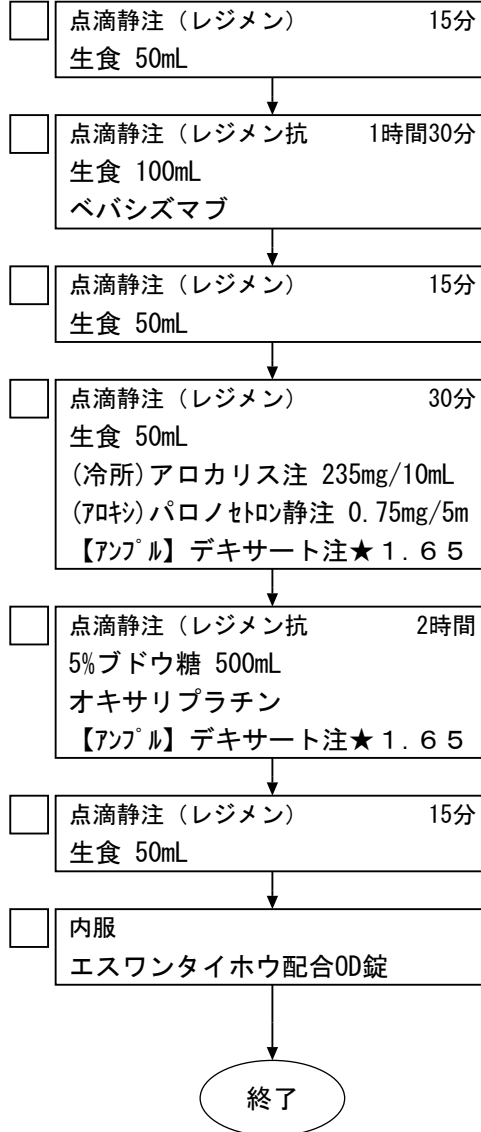 点滴静注（レジメン） 15分
生食 50mL
点滴静注（レジメン抗 1時間30分
生食 100mL
ベバシズマブ
点滴静注（レジメン） 15分
生食 50mL
点滴静注（レジメン） 30分
生食 50mL
(冷所)アロカリス注 235mg/10mL
(ｱﾛｷｼ)パロノｾﾄﾛﾝ静注 0.75mg/5m
【ｱﾝﾌﾟﾙ】デキサート注★１.６５
点滴静注（レジメン抗 2時間
5%ブドウ糖 500mL
オキサリプラチン
【ｱﾝﾌﾟﾙ】デキサート注★１.６５
点滴静注（レジメン） 15分
生食 50mL
内服
エスワンタイホウ配合OD錠
終了